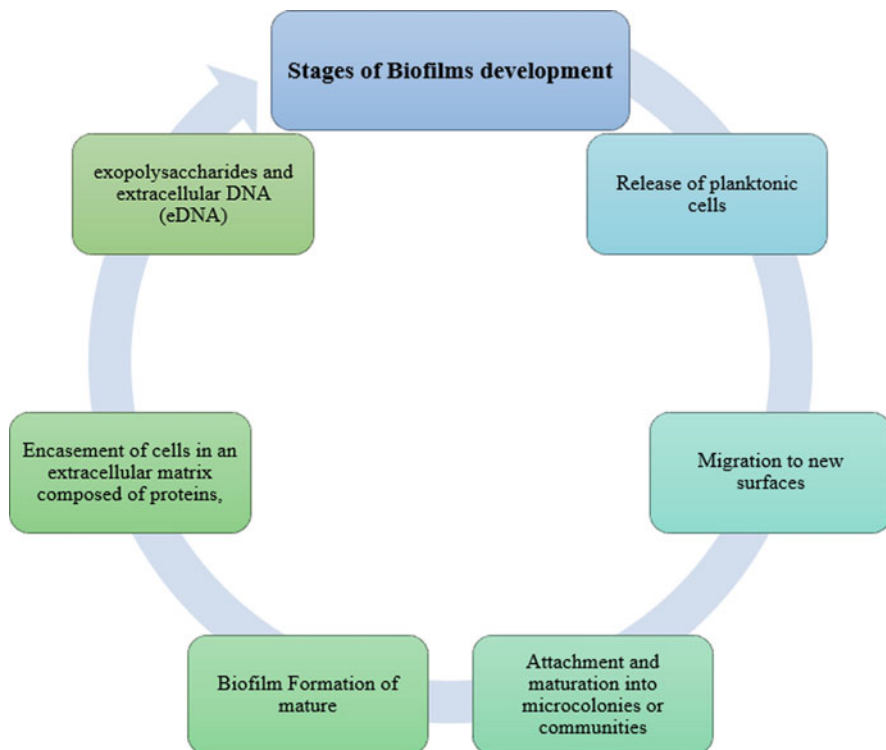 Stages of Biofilms development
Release of planktonic
cells
Migration to new
surfaces
Attachment and
maturation into
microcolonies or
communities
Biofilm Formation of
mature
Encasement of cells in an
extracellular matrix
composed of proteins,
exopolysaccharides and
extracellular DNA
(eDNA)